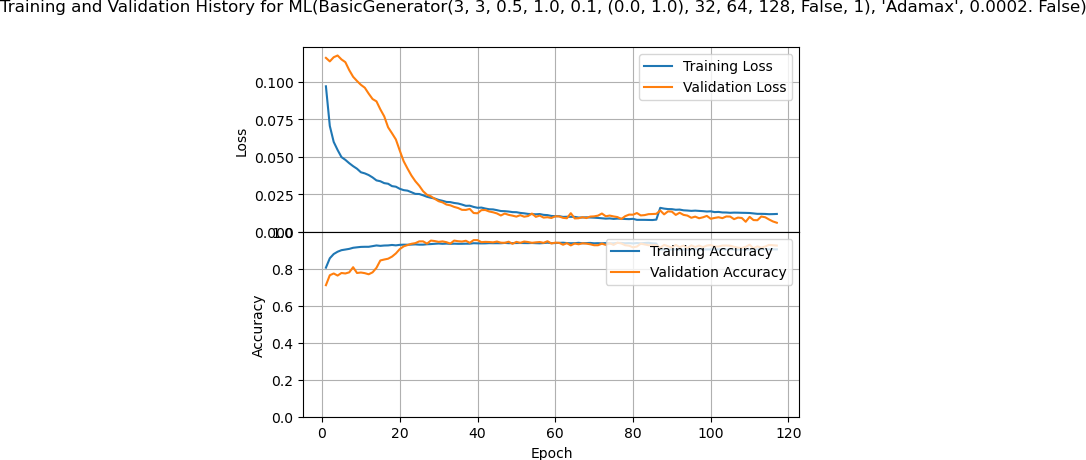 Training and Validation History for ML(BasicGenerator(3, 3, 0.5, 1.0, 0.1, (0.0, 1.0), 32, 64, 128, False, 1), 'Adamax', 0.0002. False)
Training Loss
Validation Loss
0.100
0.075
0.050
0.025
0.000
Loss
1.0
0.8
0.6
0.4
0.2
0.0
Accuracy
Training Accuracy
Validation Accuracy
0 20 40 60 80 100 120
Epoch